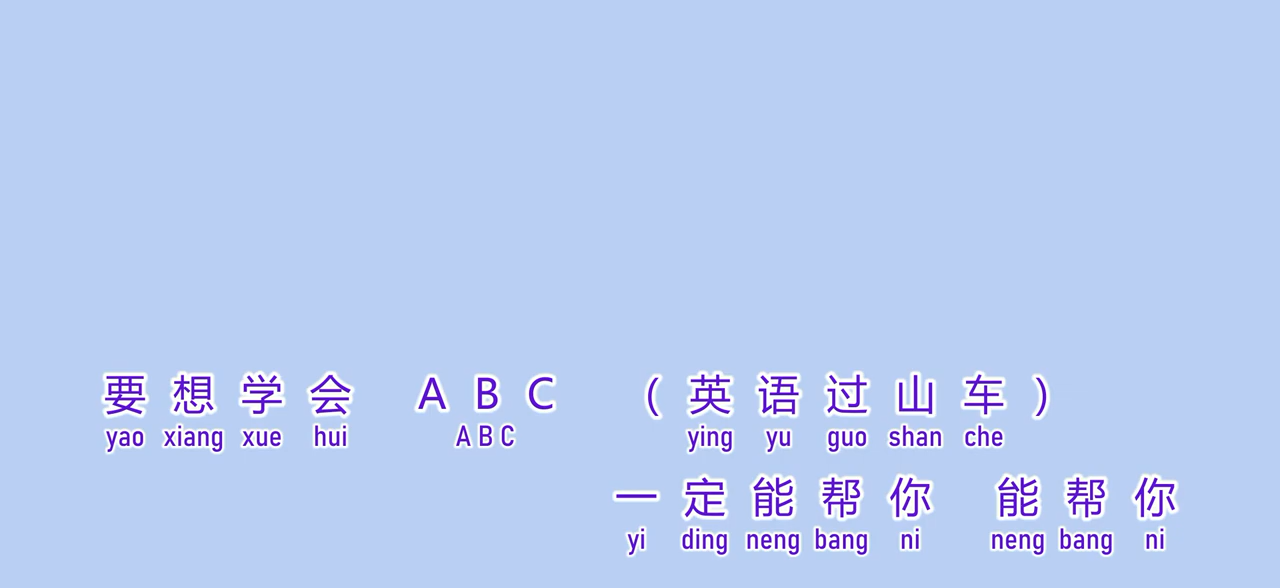 要想学会 ABC （英语过山车）
yao xiang xue hui A B C ying yu guo shan che
一定能帮你 能帮你
yi ding neng bang ni neng bang ni